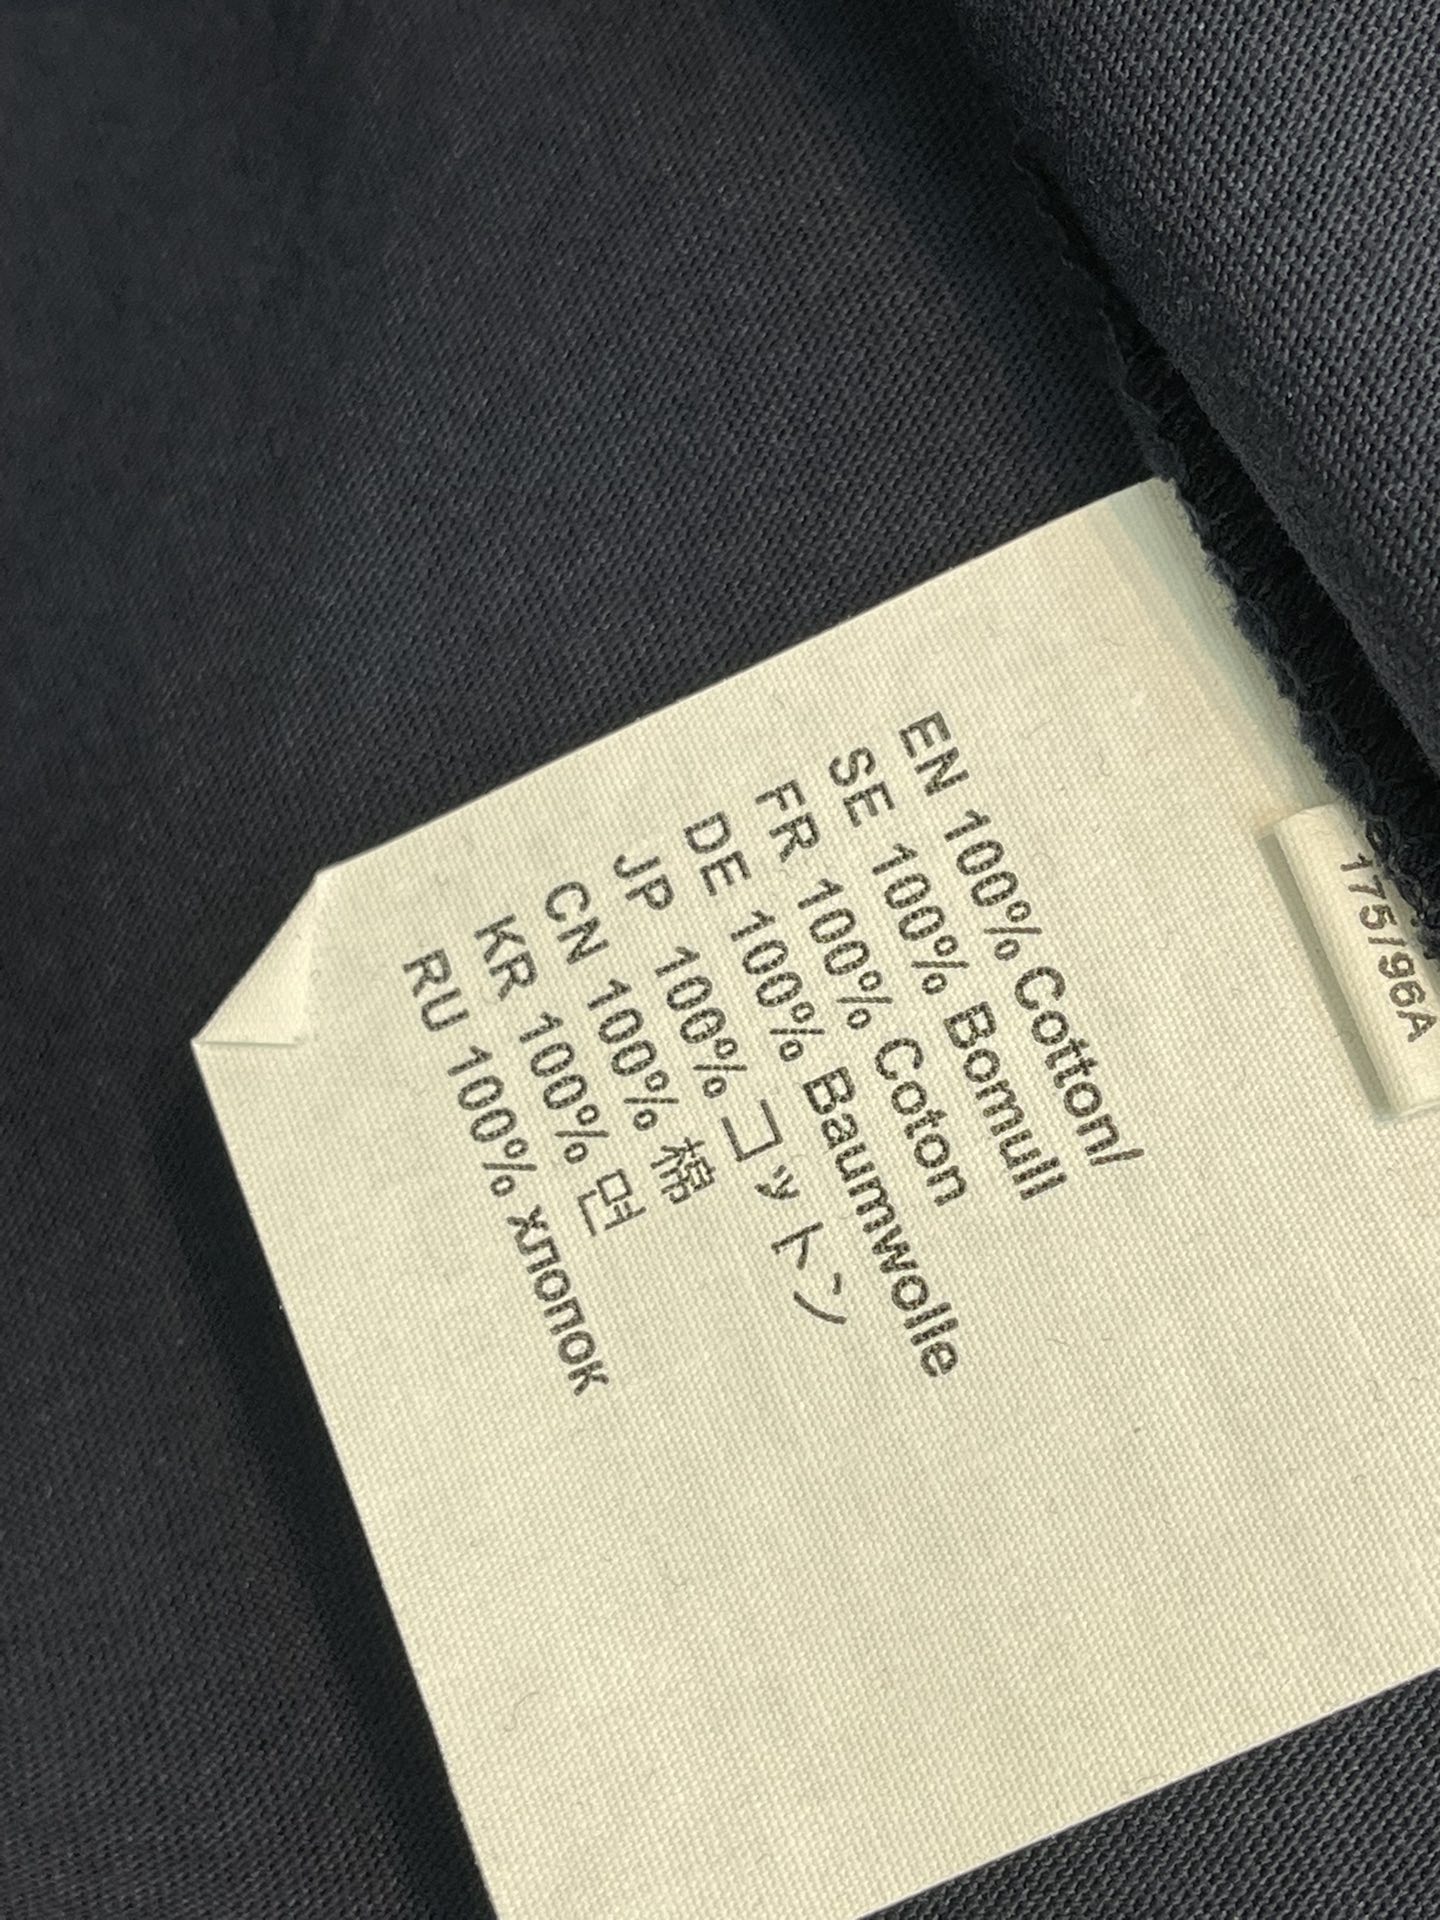 EN 100% Cotton/
SE 100% Bomull
FR 100% Coton
DE 100% Baumwolle
JP 100% コットン
CN 100% 棉
KR 100% 면
RU 100% хлопок
175/96A